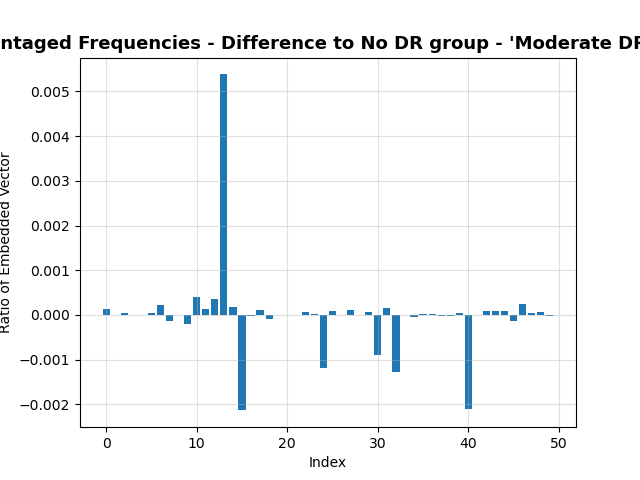 ntaged Frequencies - Difference to No DR group - 'Moderate DR
Ratio of Embedded Vector
0.005
0.004
0.003
0.002
0.001
0.000
−0.001
−0.002
0 10 20 30 40 50
Index